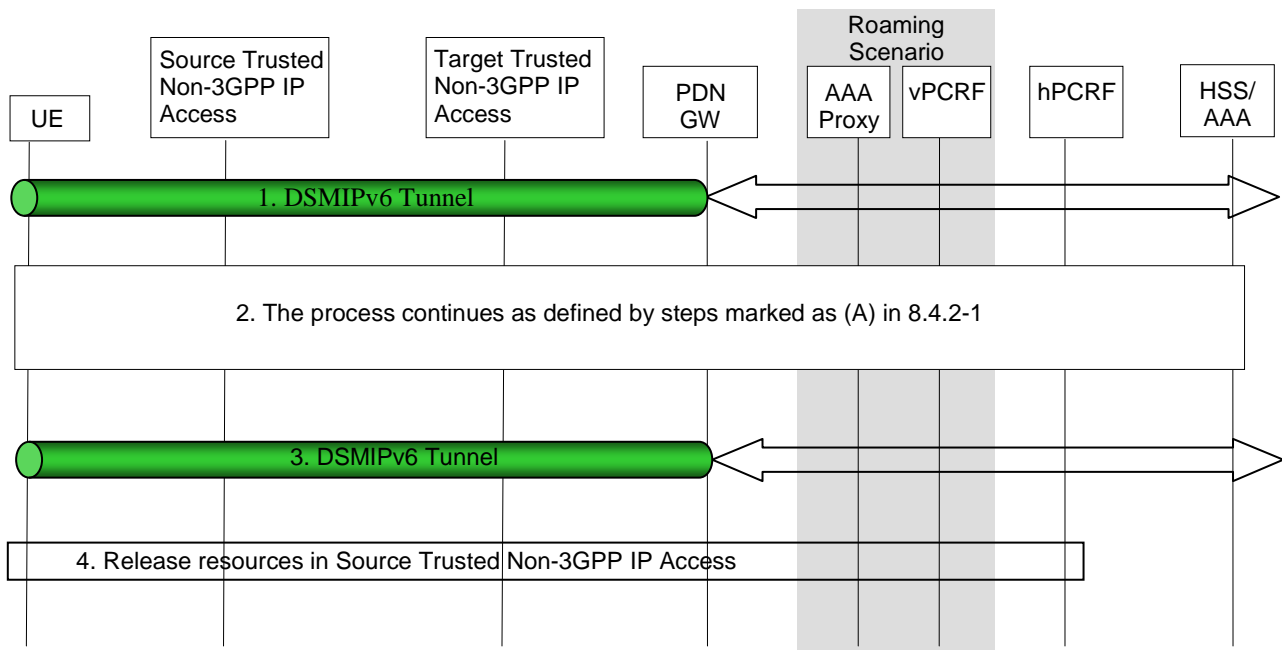 Roaming
Scenario
UE
Source Trusted
Non-3GPP IP
Access
Target Trusted
Non-3GPP IP
Access
PDN
GW
AAA
Proxy
vPCRF
hPCRF
HSS/
AAA
1. DSMIPv6 Tunnel
2. The process continues as defined by steps marked as (A) in 8.4.2-1
3. DSMIPv6 Tunnel
4. Release resources in Source Trusted Non-3GPP IP Access